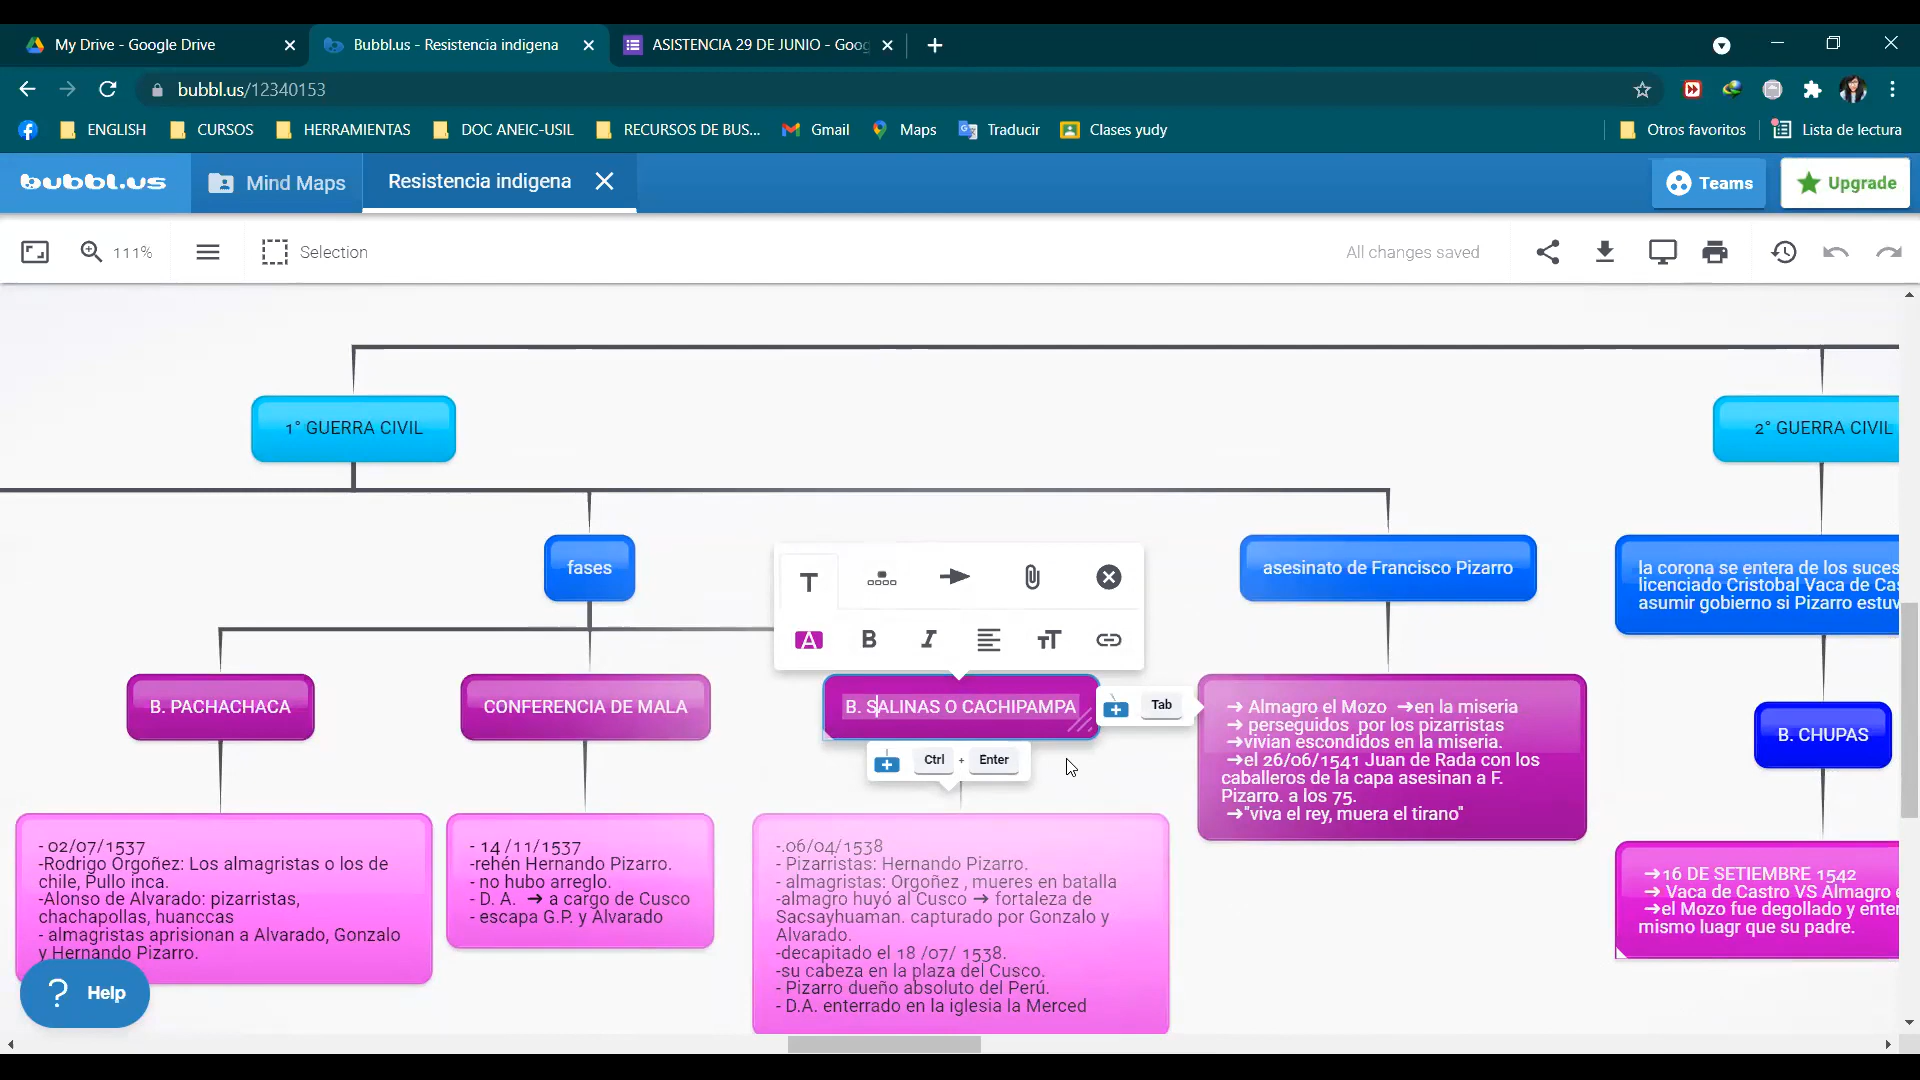 My Drive - Google Drive
Bubbl.us - Resistencia indigena
ASISTENCIA 29 DE JUNIO - Goog
bubbl.us/12340153
ENGLISH
CURSOS
HERRAMIENTAS
DOC ANEIC-USIL
RECURSOS DE BUS...
Gmail
Maps
Traducir
Clases yudy
Otros favoritos
Lista de lectura
bubbl.us
Mind Maps
Resistencia indigena
Teams
Upgrade
111%
Selection
All changes saved
1° GUERRA CIVIL
2° GUERRA CIVIL
fases
asesinato de Francisco Pizarro
la corona se entera de los suces
licenciado Cristobal Vaca de Cas
asumir gobierno si Pizarro estuv
T
A B I TT
B. PACHACHACA
CONFERENCIA DE MALA
B. SALINAS O CACHIPAMPA
Tab
Ctrl + Enter
➔ Almagro el Mozo ➔en la miseria
➔ perseguidos por los pizarristas
➔vivian escondidos en la miseria.
➔el 26/06/1541 Juan de Rada con los
caballeros de la capa asesinan a F.
Pizarro. a los 75.
➔"viva el rey, muera el tirano"
B. CHUPAS
- 02/07/1537
-Rodrigo Orgoñez: Los almagristas o los de
chile, Pullo inca.
-Alonso de Alvarado: pizarristas,
chachapollas, huanccas
- almagristas aprisionan a Alvarado, Gonzalo
y Hernando Pizarro.
- 14 /11/1537
-rehén Hernando Pizarro.
- no hubo arreglo.
- D. A. ➔ a cargo de Cusco
- escapa G.P. y Alvarado
-.06/04/1538
- Pizarristas: Hernando Pizarro.
- almagristas: Orgoñez , mueres en batalla
-almagro huyó al Cusco ➔ fortaleza de
Sacsayhuaman. capturado por Gonzalo y
Alvarado.
-decapitado el 18 /07/ 1538.
-su cabeza en la plaza del Cusco.
- Pizarro dueño absoluto del Perú.
- D.A. enterrado en la iglesia la Merced
➔16 DE SETIEMBRE 1542
➔ Vaca de Castro VS Almagro e
➔el Mozo fue degollado y enter
mismo luagr que su padre.
? Help